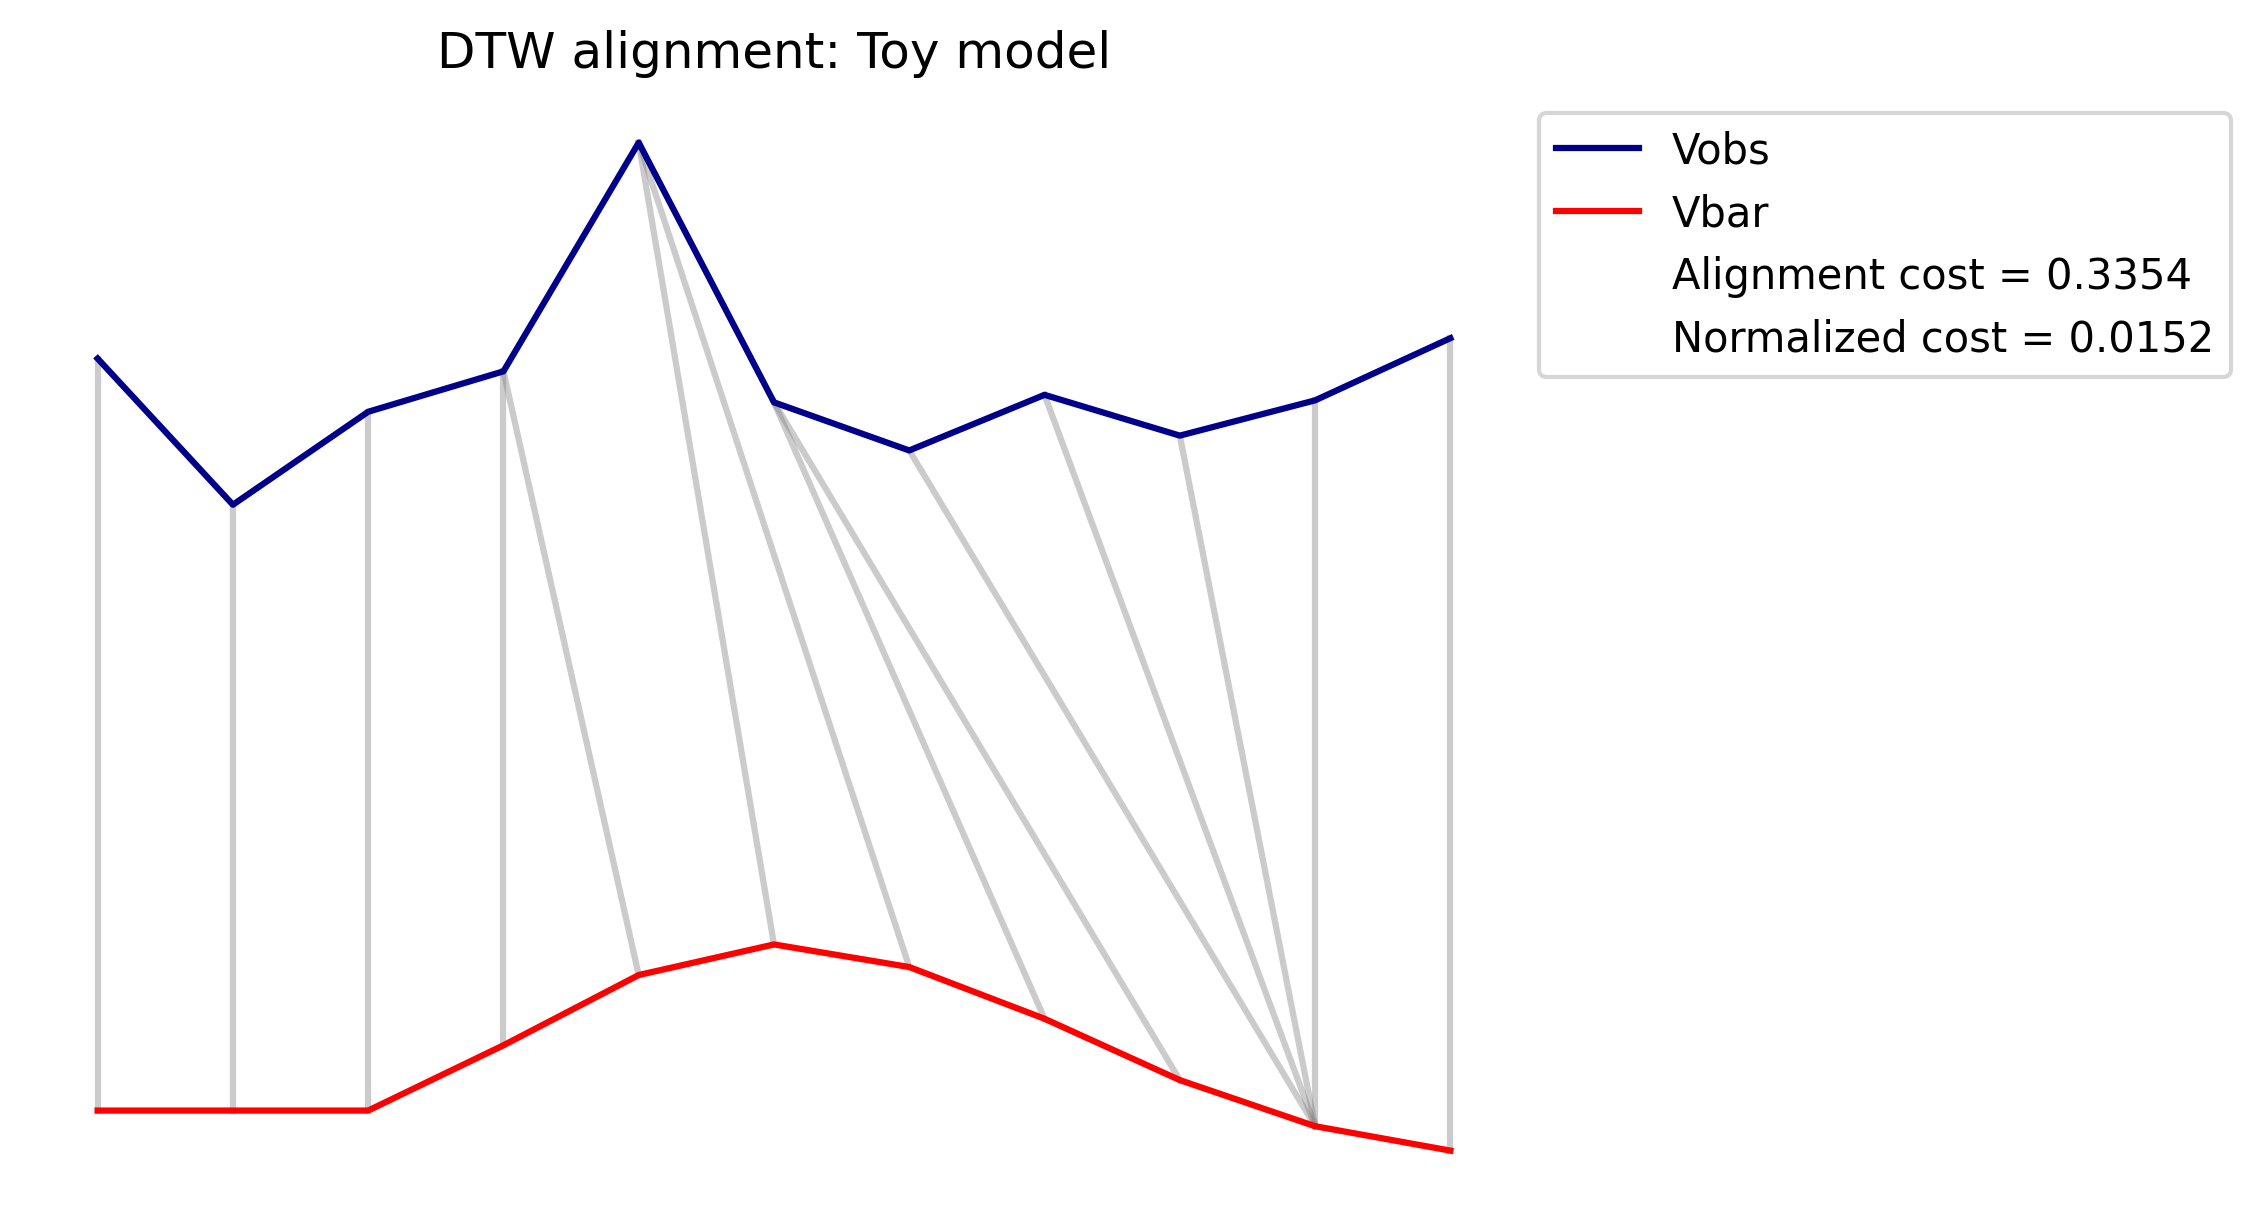 DTW alignment: Toy model
Vobs
Vbar
Alignment cost = 0.3354
Normalized cost = 0.0152